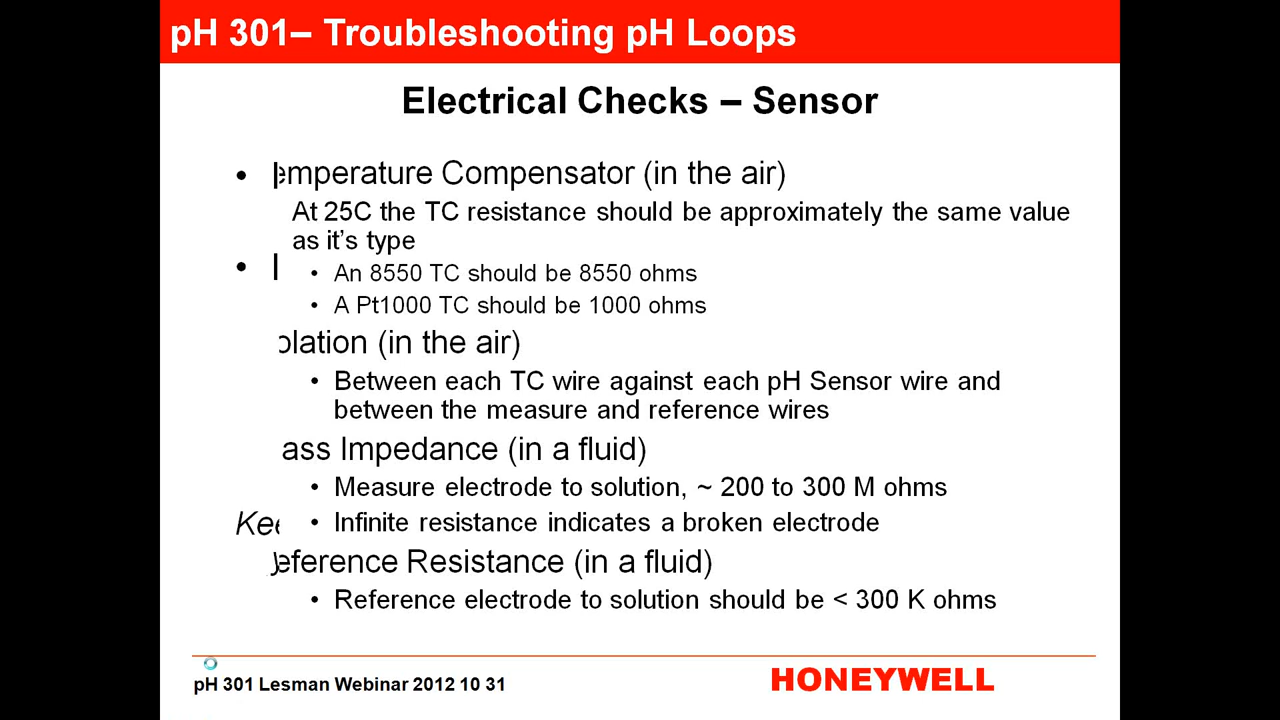 pH 301– Troubleshooting pH Loops
Electrical Checks – Sensor
• emperature Compensator (in the air)
At 25C the TC resistance should be approximately the same value
as it’s type
• An 8550 TC should be 8550 ohms
• A Pt1000 TC should be 1000 ohms
olation (in the air)
• Between each TC wire against each pH Sensor wire and
between the measure and reference wires
ass Impedance (in a fluid)
• Measure electrode to solution, ~ 200 to 300 M ohms
Kee • Infinite resistance indicates a broken electrode
eference Resistance (in a fluid)
• Reference electrode to solution should be < 300 K ohms
pH 301 Lesman Webinar 2012 10 31
HONEYWELL